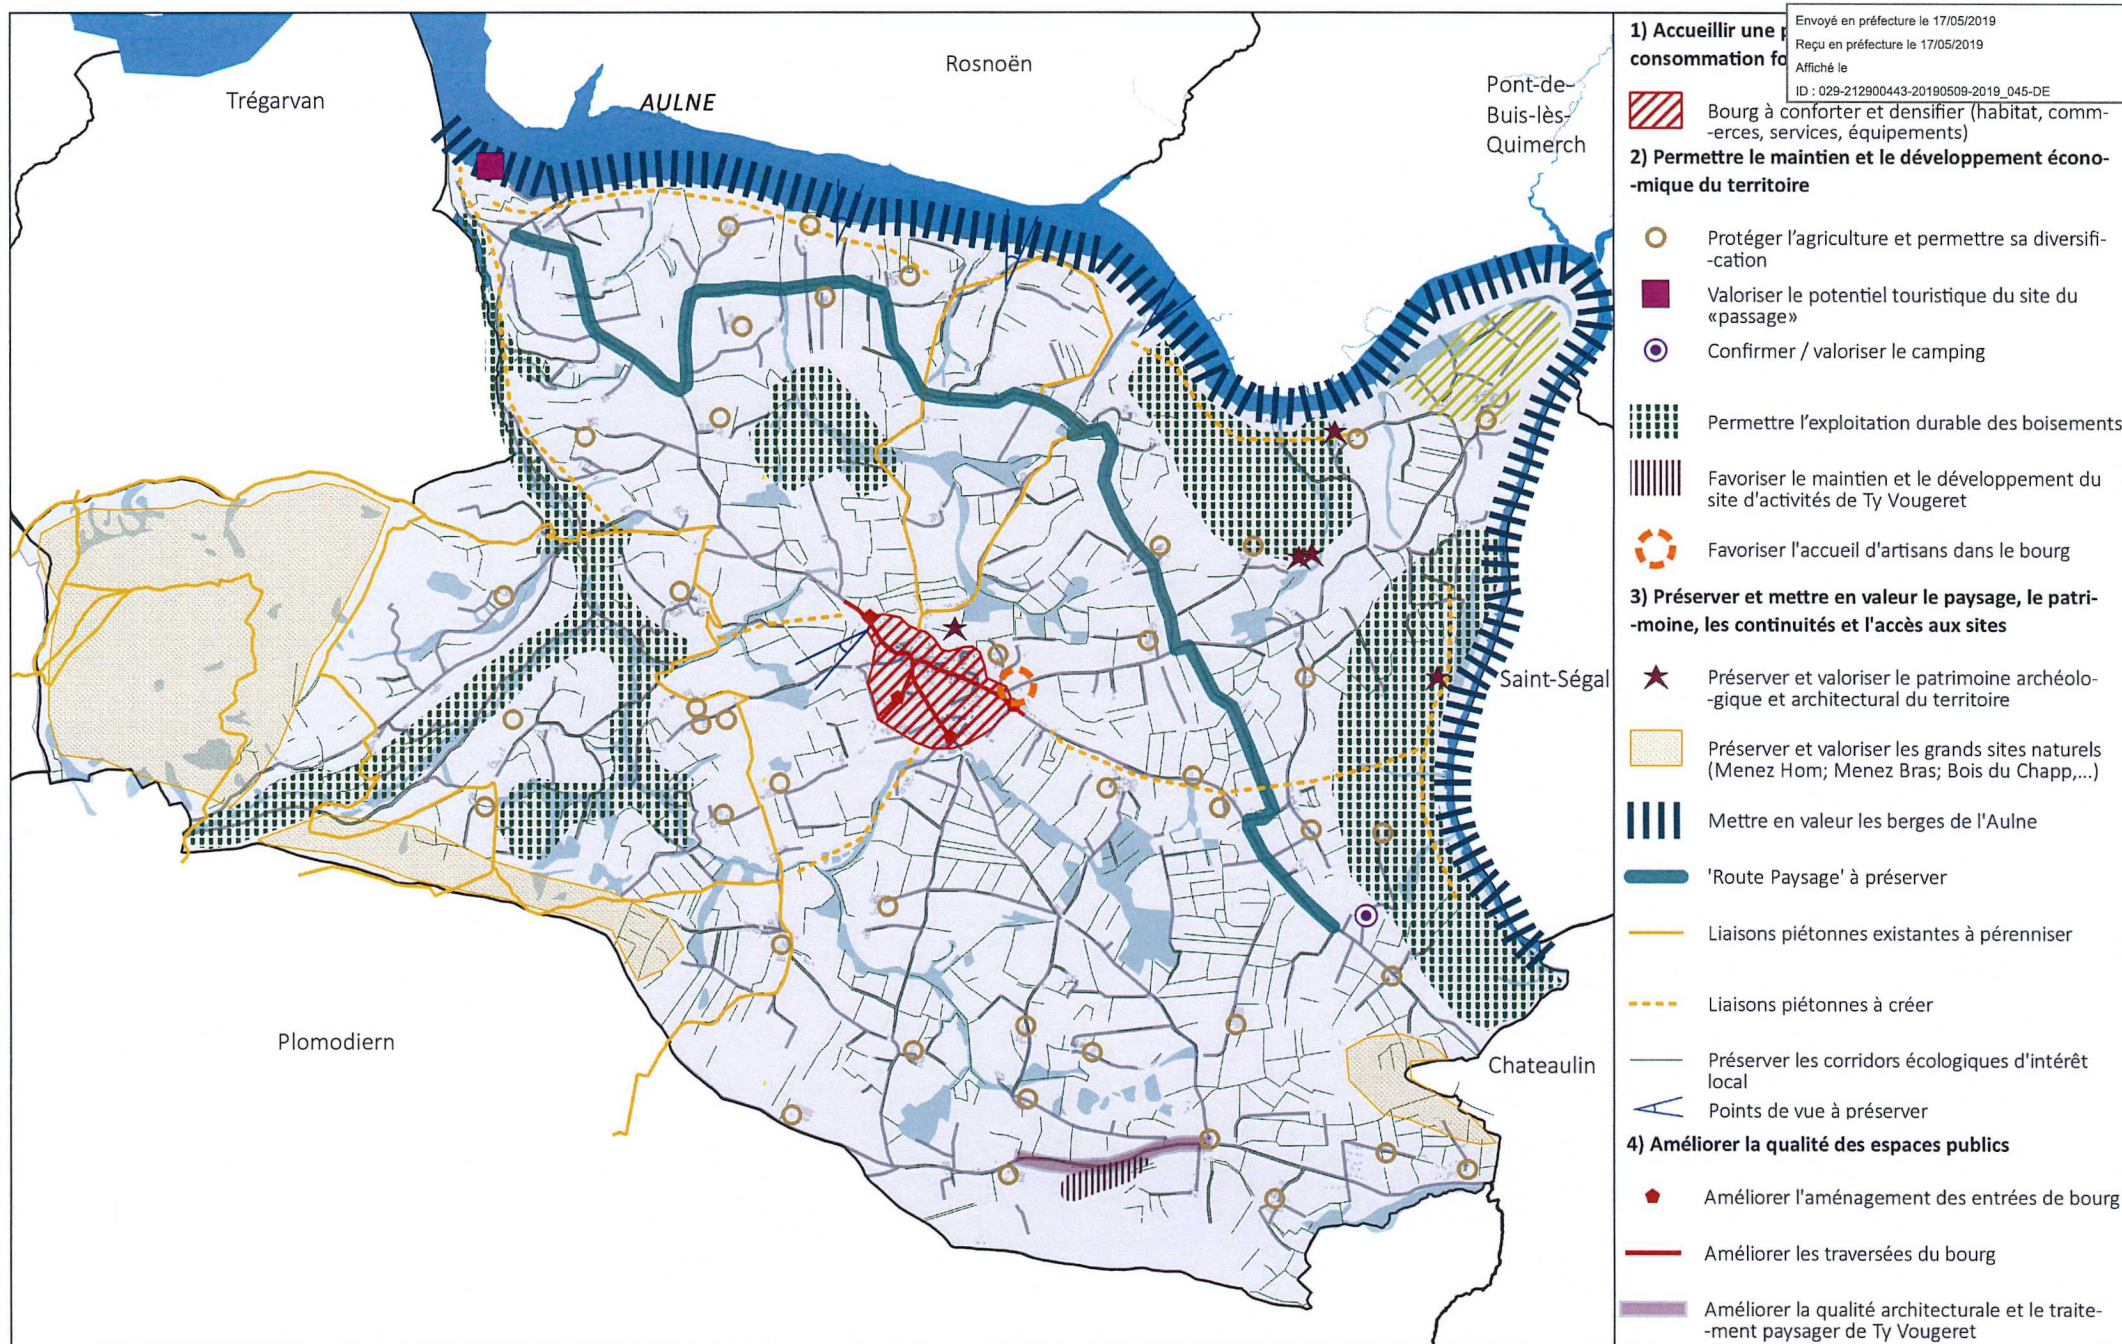 Trégarvan
AULNE
Rosnoën
Pont-de-
Buis-lès-
Quimerch
Saint-Ségal
Plomodiern
Chateaulin
Envoyé en préfecture le 17/05/2019
Reçu en préfecture le 17/05/2019
Affiché le
ID : 029-212900443-20190509-2019_045-DE
1) Accueillir une
consommation
Bourg à conforter et densifier (habitat, comm-
-erces, services, équipements)
2) Permettre le maintien et le développement écono-
-mique du territoire
Protéger l'agriculture et permettre sa diversifi-
-cation
Valoriser le potentiel touristique du site du
«passage»
Confirmer / valoriser le camping
Permettre l'exploitation durable des boisements
Favoriser le maintien et le développement du
site d'activités de Ty Vougeret
Favoriser l'accueil d'artisans dans le bourg
3) Préserver et mettre en valeur le paysage, le patri-
-moine, les continuités et l'accès aux sites
Préserver et valoriser le patrimoine archéolo-
-gique et architectural du territoire
Préserver et valoriser les grands sites naturels
(Menez Hom; Menez Bras; Bois du Chapp,...)
Mettre en valeur les berges de l'Aulne
'Route Paysage' à préserver
Liaisons piétonnes existantes à pérenniser
Liaisons piétonnes à créer
Préserver les corridors écologiques d'intérêt
local
Points de vue à préserver
4) Améliorer la qualité des espaces publics
Améliorer l'aménagement des entrées de bourg
Améliorer les traversées du bourg
Améliorer la qualité architecturale et le traite-
-ment paysager de Ty Vougeret